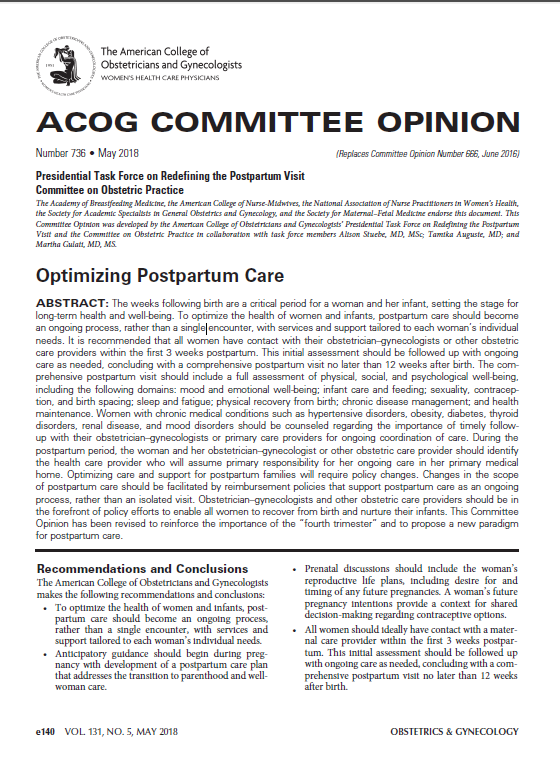 The American College of
Obstetricians and Gynecologists
WOMEN'S HEALTH CARE PHYSICIANS
ACOG COMMITTEE OPINION
Number 736 • May 2018
(Replaces Committee Opinion Number 666, June 2016)
Presidential Task Force on Redefining the Postpartum Visit
Committee on Obstetric Practice
The Academy of Breastfeeding Medicine, the American College of Nurse-Midwives, the National Association of Nurse Practitioners in Women's Health,
the Society for Academic Specialists in General Obstetrics and Gynecology, and the Society for Maternal–Fetal Medicine endorse this document. This
Committee Opinion was developed by the American College of Obstetricians and Gynecologists' Presidential Task Force on Redefining the Postpartum
Visit and the Committee on Obstetric Practice in collaboration with task force members Alison Stuebe, MD, MSc; Tamika Auguste, MD; and
Martha Gulati, MD, MS.
Optimizing Postpartum Care
ABSTRACT: The weeks following birth are a critical period for a woman and her infant, setting the stage for
long-term health and well-being. To optimize the health of women and infants, postpartum care should become
an ongoing process, rather than a single encounter, with services and support tailored to each woman's individual
needs. It is recommended that all women have contact with their obstetrician–gynecologists or other obstetric
care providers within the first 3 weeks postpartum. This initial assessment should be followed up with ongoing
care as needed, concluding with a comprehensive postpartum visit no later than 12 weeks after birth. The com-
prehensive postpartum visit should include a full assessment of physical, social, and psychological well-being,
including the following domains: mood and emotional well-being; infant care and feeding; sexuality, contracep-
tion, and birth spacing; sleep and fatigue; physical recovery from birth; chronic disease management; and health
maintenance. Women with chronic medical conditions such as hypertensive disorders, obesity, diabetes, thyroid
disorders, renal disease, and mood disorders should be counseled regarding the importance of timely follow-
up with their obstetrician–gynecologists or primary care providers for ongoing coordination of care. During the
postpartum period, the woman and her obstetrician–gynecologist or other obstetric care provider should identify
the health care provider who will assume primary responsibility for her ongoing care in her primary medical
home. Optimizing care and support for postpartum families will require policy changes. Changes in the scope
of postpartum care should be facilitated by reimbursement policies that support postpartum care as an ongoing
process, rather than an isolated visit. Obstetrician–gynecologists and other obstetric care providers should be in
the forefront of policy efforts to enable all women to recover from birth and nurture their infants. This Committee
Opinion has been revised to reinforce the importance of the "fourth trimester" and to propose a new paradigm
for postpartum care.
Recommendations and Conclusions
The American College of Obstetricians and Gynecologists
makes the following recommendations and conclusions:
• To optimize the health of women and infants, post-
partum care should become an ongoing process,
rather than a single encounter, with services and
support tailored to each woman's individual needs.
• Anticipatory guidance should begin during preg-
nancy with development of a postpartum care plan
that addresses the transition to parenthood and well-
woman care.
• Prenatal discussions should include the woman's
reproductive life plans, including desire for and
timing of any future pregnancies. A woman's future
pregnancy intentions provide a context for shared
decision-making regarding contraceptive options.
• All women should ideally have contact with a mater-
nal care provider within the first 3 weeks postpar-
tum. This initial assessment should be followed up
with ongoing care as needed, concluding with a com-
prehensive postpartum visit no later than 12 weeks
after birth.
e140 VOL. 131, NO. 5, MAY 2018
OBSTETRICS & GYNECOLOGY